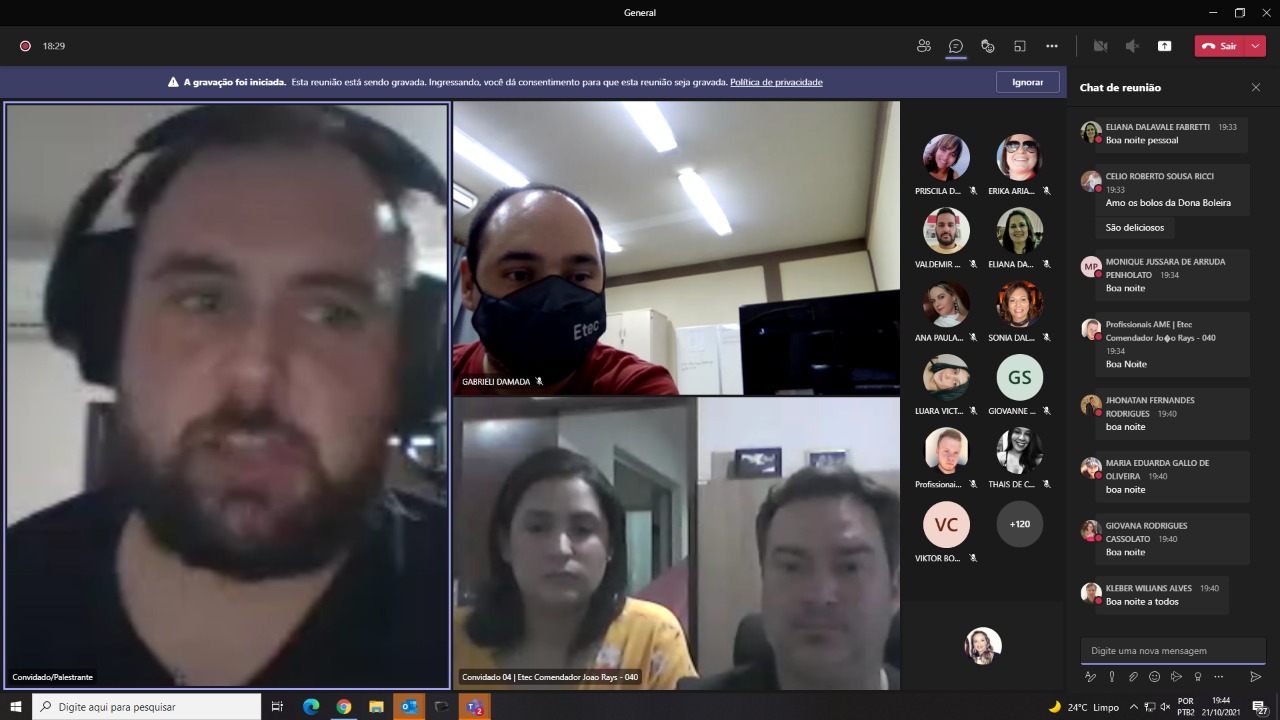 General
18:29
Sair
A gravação foi iniciada. Esta reunião está sendo gravada. Ingressando, você dá consentimento para que esta reunião seja gravada. Política de privacidade
Ignorar
Etec
GABRIELI DAMADA
Convidado/Palestrante
Convidado 04 | Etec Comendador Joao Rays - 040
PRISCILA D...
ERIKA ARIA...
VALDEMIR ...
ELIANA DA...
ANA PAULA...
SONIA DAL...
LUARA VICT...
GS
GIOVANNE ...
Profissionai...
THAIS DE C...
VC
+120
VIKTOR BO...
Chat de reunião
ELIANA DALAVALE FABRETTI 19:33
Boa noite pessoal
CELIO ROBERTO SOUSA RICCI
19:33
Amo os bolos da Dona Boleira
São deliciosos
MP
MONIQUE JUSSARA DE ARRUDA
PENHOLATO 19:34
Boa noite
Profissionais AME | Etec
Comendador Jo�o Rays - 040
19:34
Boa Noite
JHONATAN FERNANDES
RODRIGUES 19:40
boa noite
MARIA EDUARDA GALLO DE
OLIVEIRA 19:40
boa noite
GIOVANA RODRIGUES
CASSOLATO 19:40
Boa noite
KLEBER WILIANS ALVES 19:40
Boa noite a todos
Digite uma nova mensagem
Digite aqui para pesquisar
24°C Limpo
POR
PTB2
19:44
21/10/2021
27